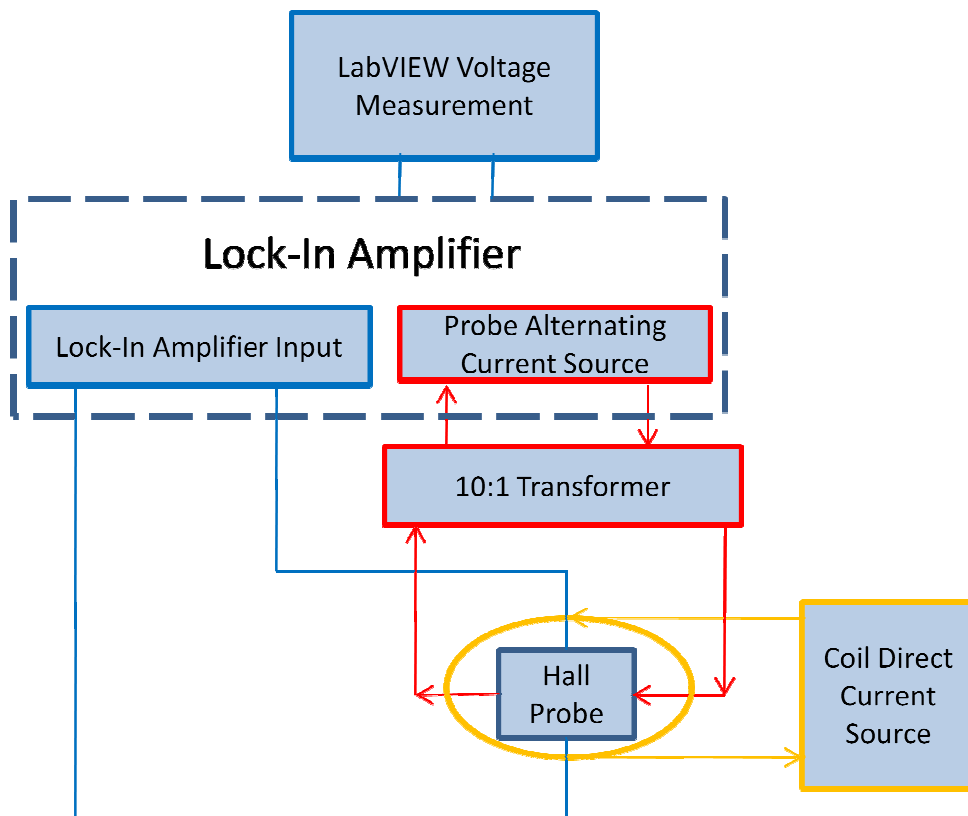 LabVIEW Voltage
Measurement
Lock-In Amplifier
Lock-In Amplifier Input
Probe Alternating
Current Source
10:1 Transformer
Hall
Probe
Coil Direct
Current
Source